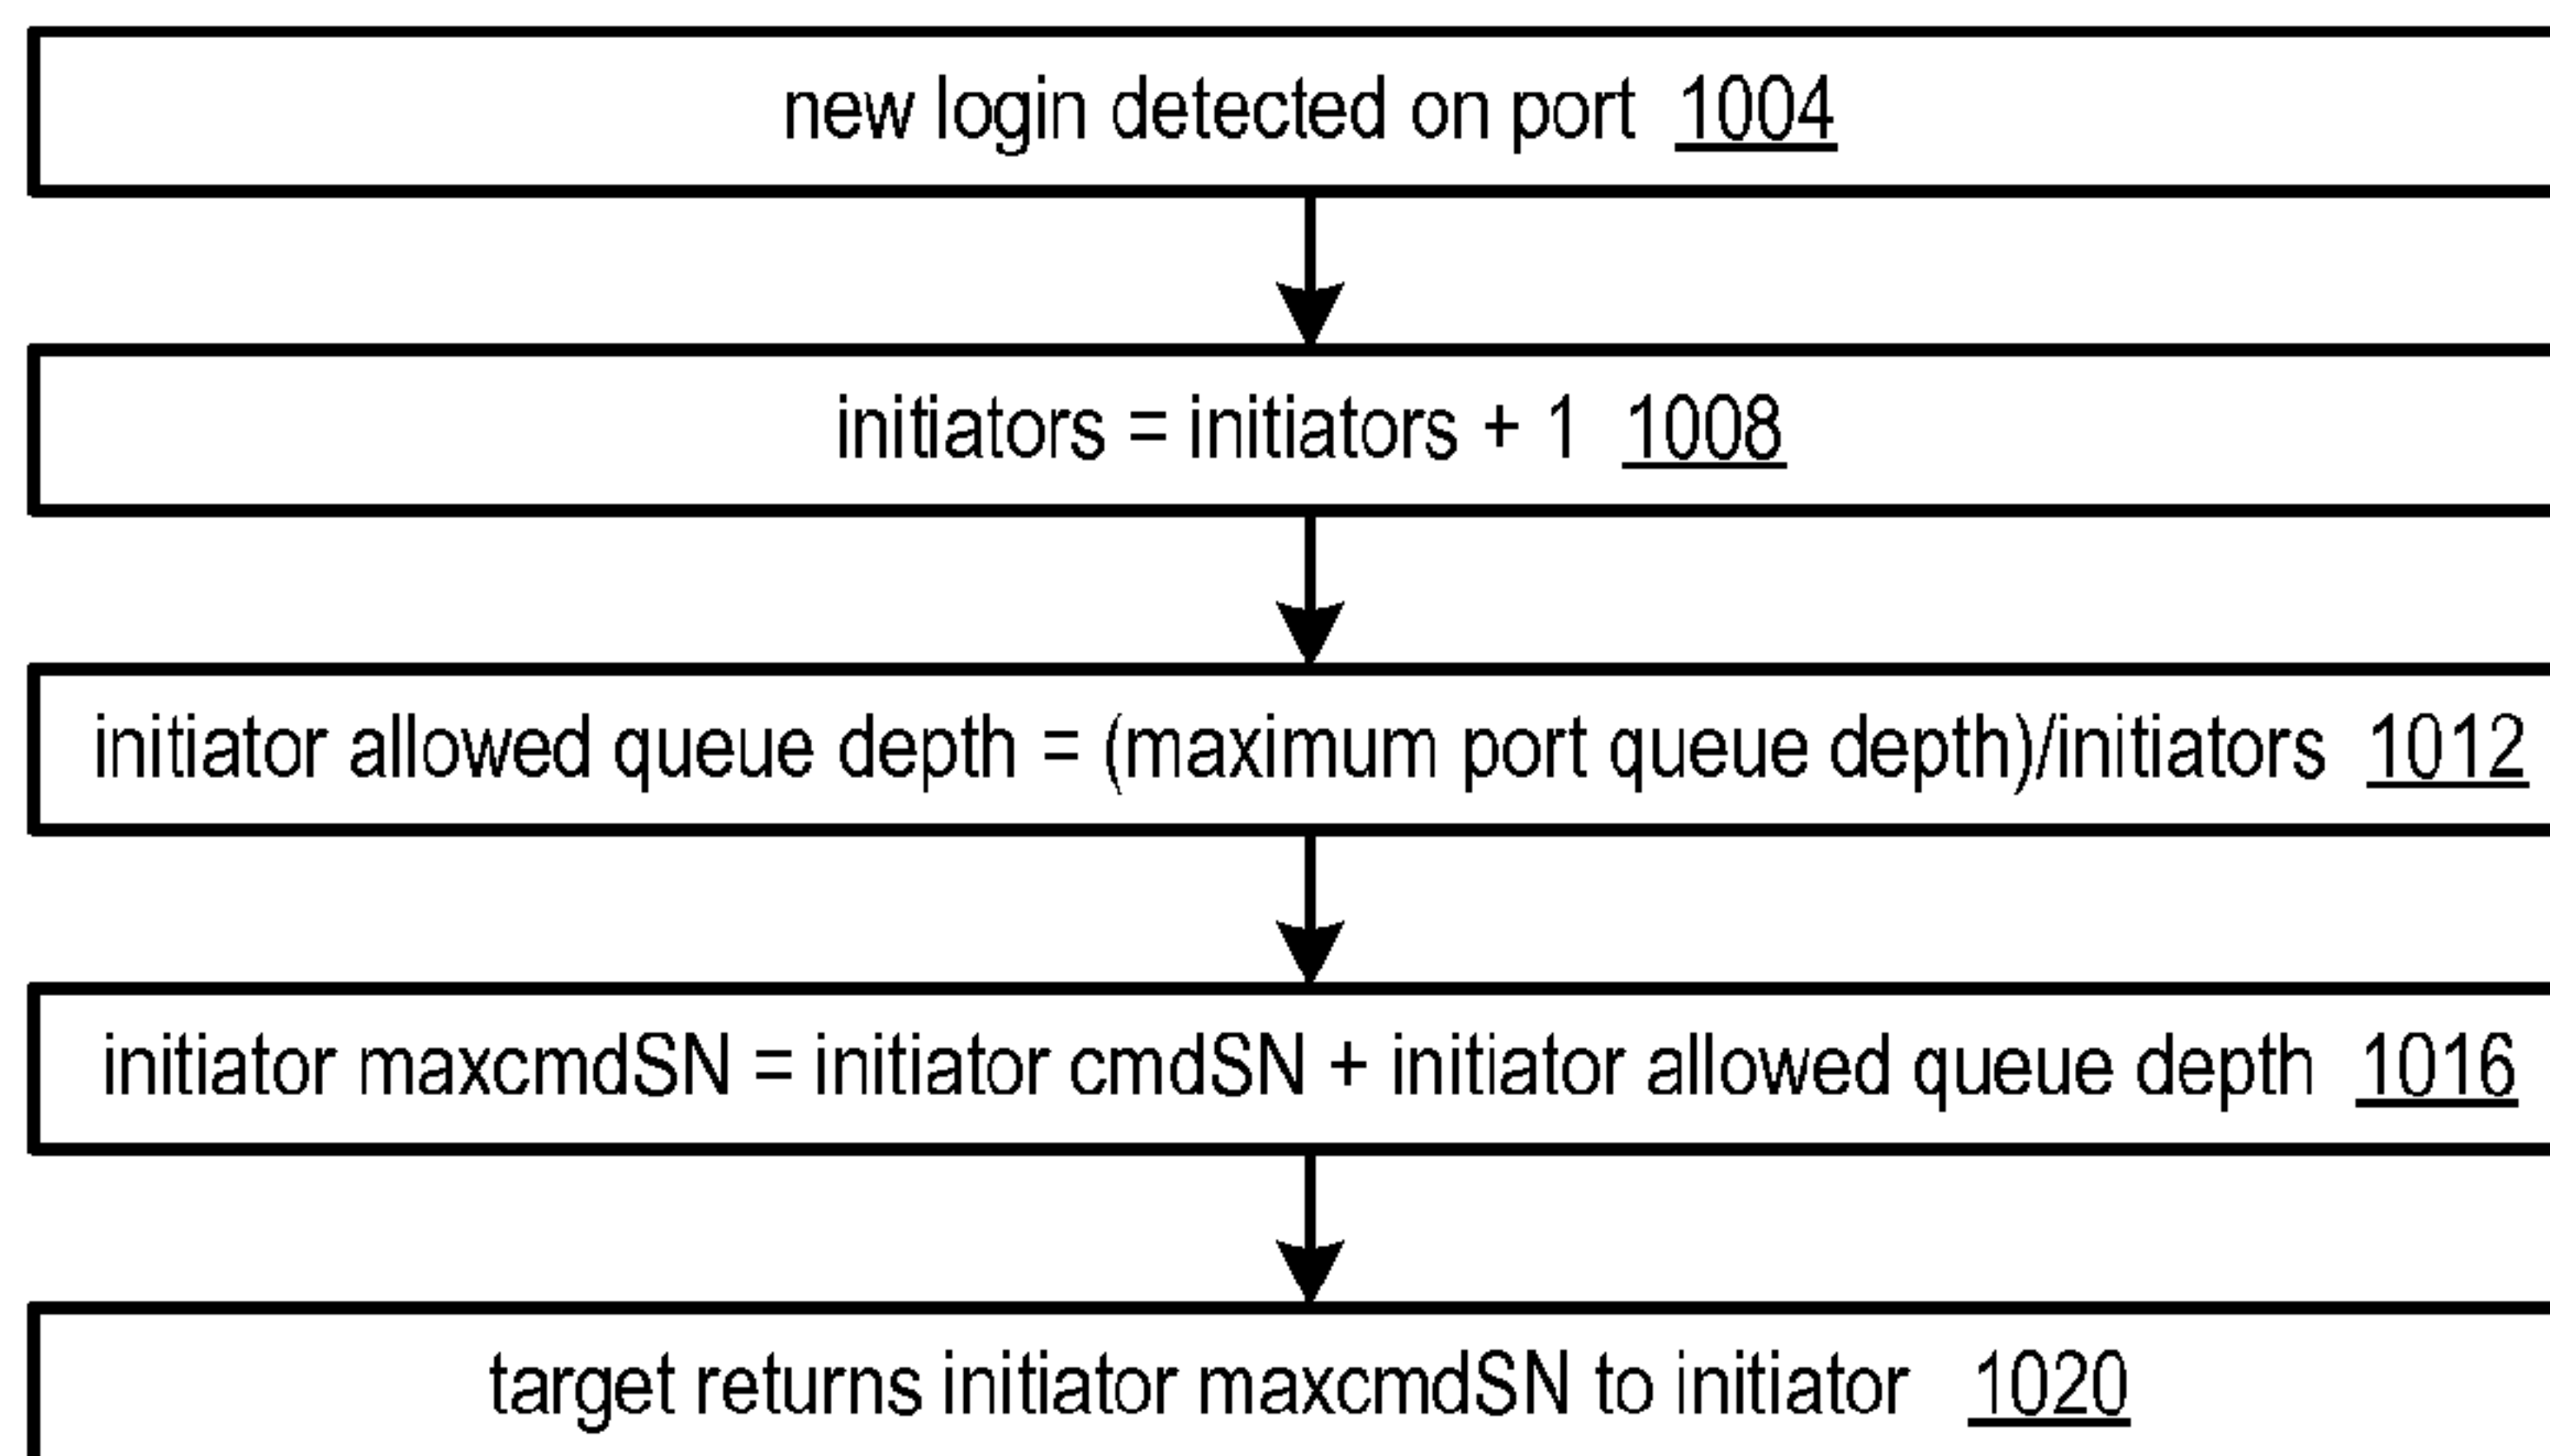 new login detected on port 1004
initiators = initiators + 1 1008
initiator allowed queue depth = (maximum port queue depth)/initiators 1012
initiator maxcmdSN = initiator cmdSN + initiator allowed queue depth 1016
target returns initiator maxcmdSN to initiator 1020